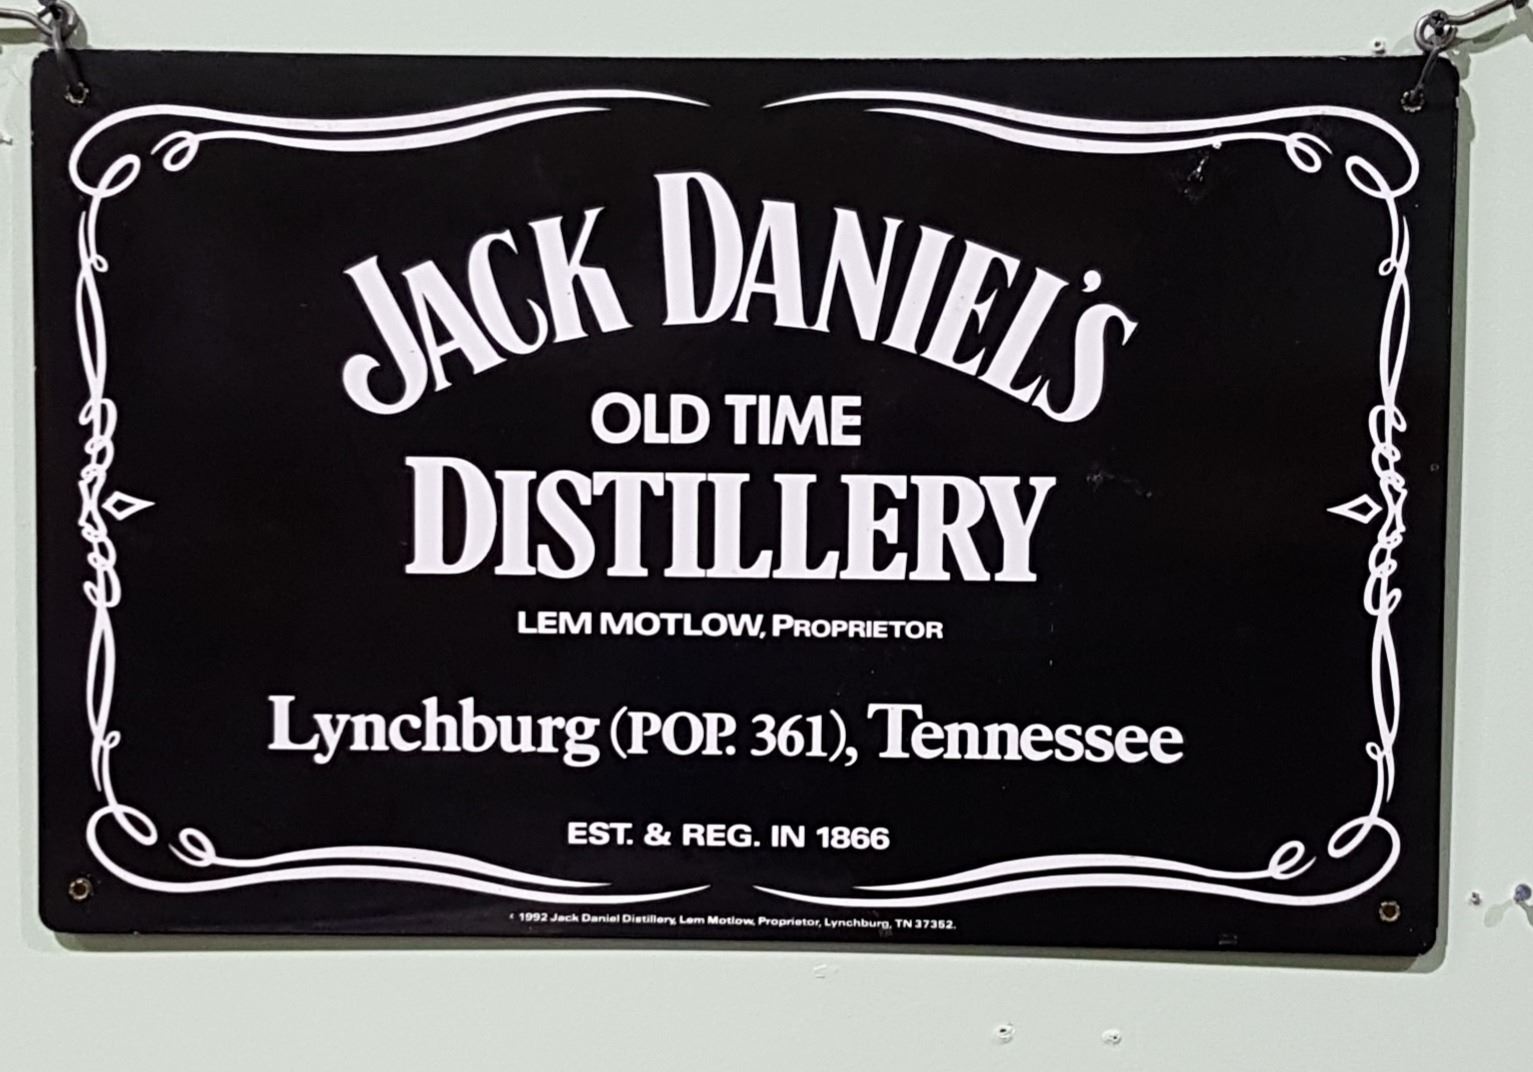 JACK DANIEL'S
OLD TIME
DISTILLERY
LEM MOTLOW, PROPRIETOR
Lynchburg (POP. 361), Tennessee
EST. & REG. IN 1866
© 1992 Jack Daniel Distillery, Lem Motlow, Proprietor, Lynchburg, TN 37352.